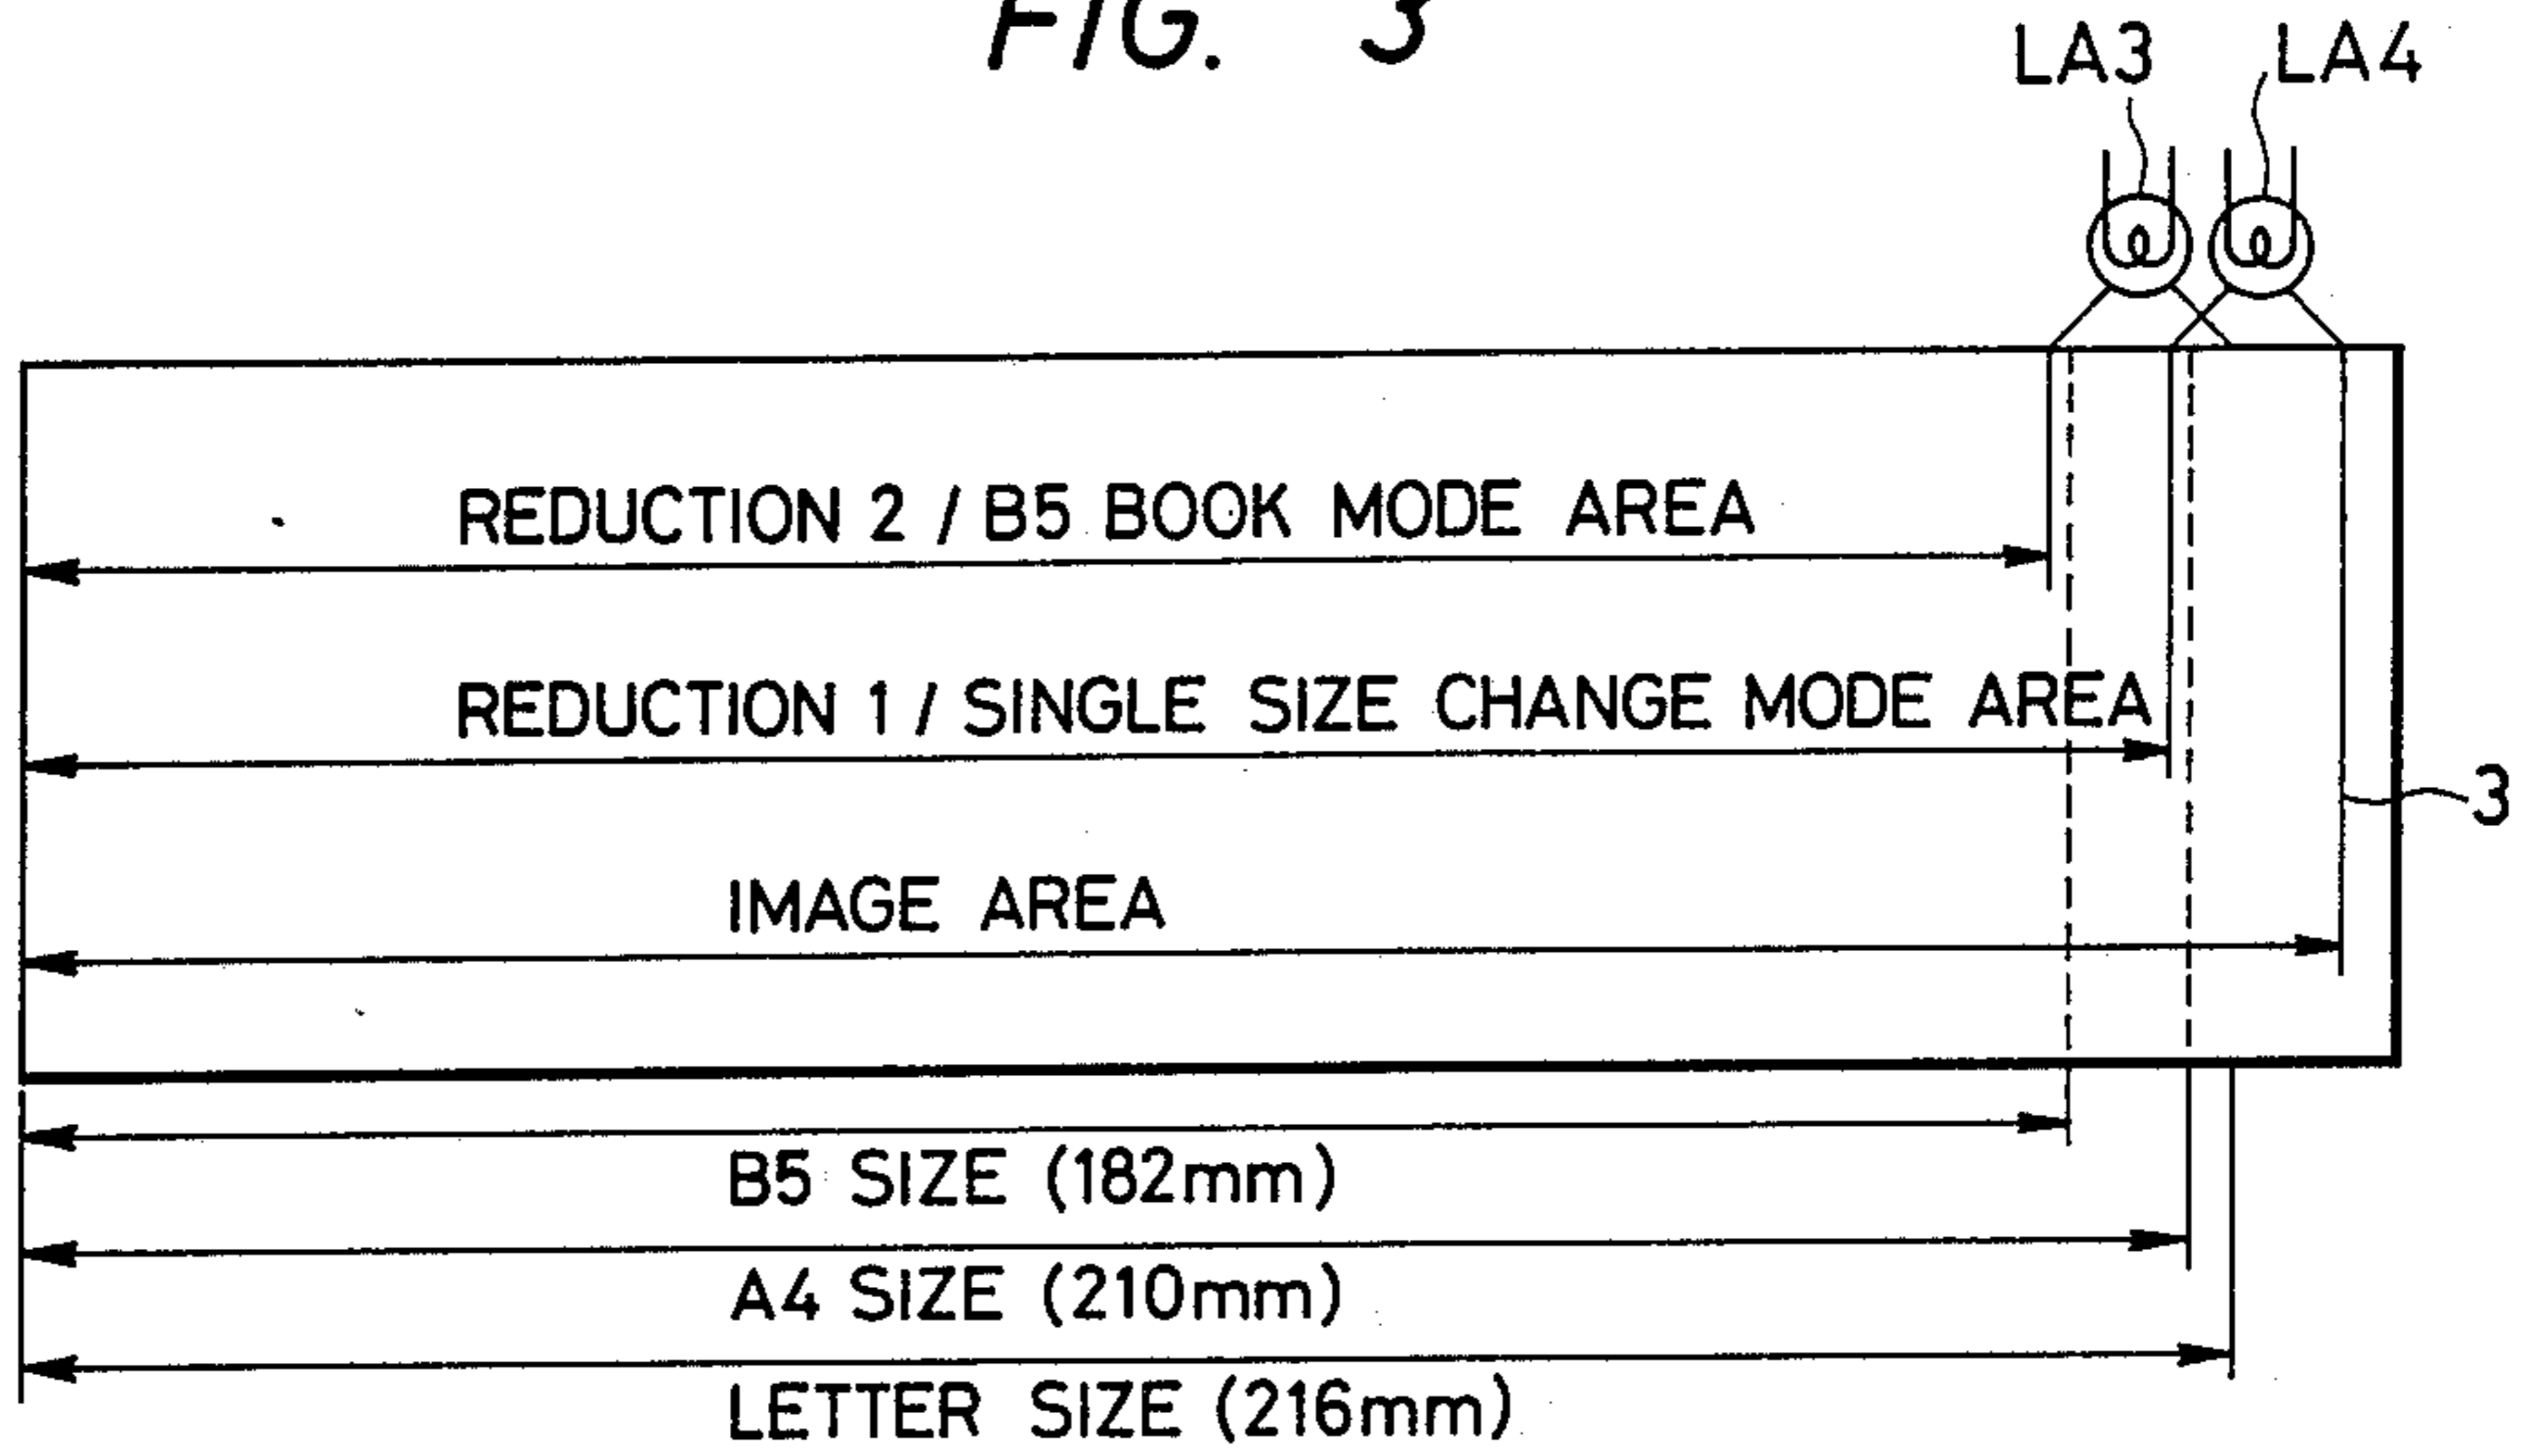 FIG. 3
LA3 LA4
REDUCTION 2 / B5 BOOK MODE AREA
REDUCTION 1 / SINGLE SIZE CHANGE MODE AREA
3
IMAGE AREA
B5 SIZE (182mm)
A4 SIZE (210mm)
LETTER SIZE (216mm)